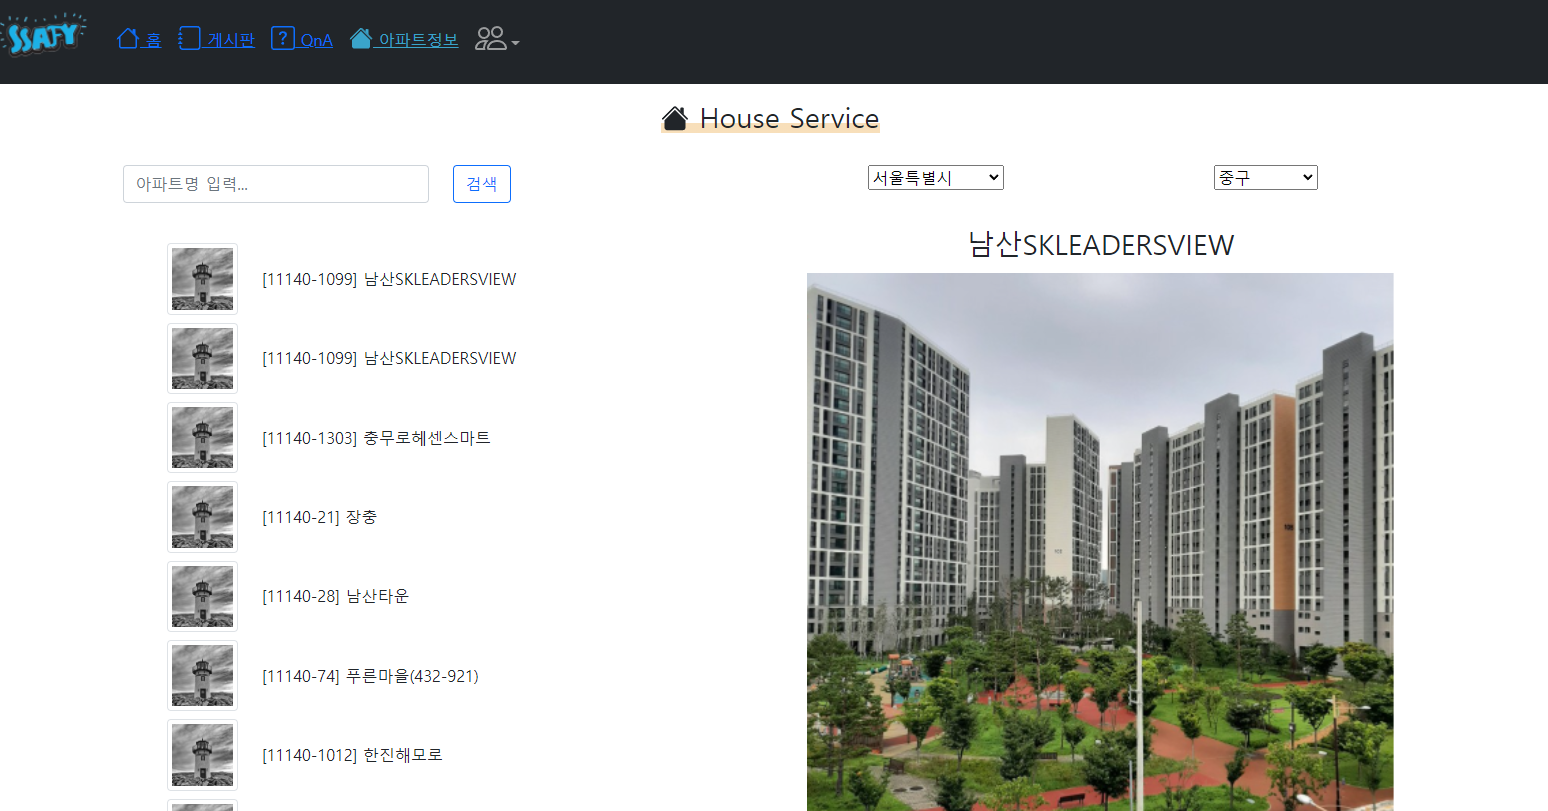 SSAFY
홈 게시판 QnA 아파트정보
House Service
아파트명 입력... 검색 서울특별시 중구
남산SKLEADERSVIEW
[11140-1099] 남산SKLEADERSVIEW
[11140-1099] 남산SKLEADERSVIEW
[11140-1303] 충무로헤센스마트
[11140-21] 장충
[11140-28] 남산타운
[11140-74] 푸른마을(432-921)
[11140-1012] 한진해모로